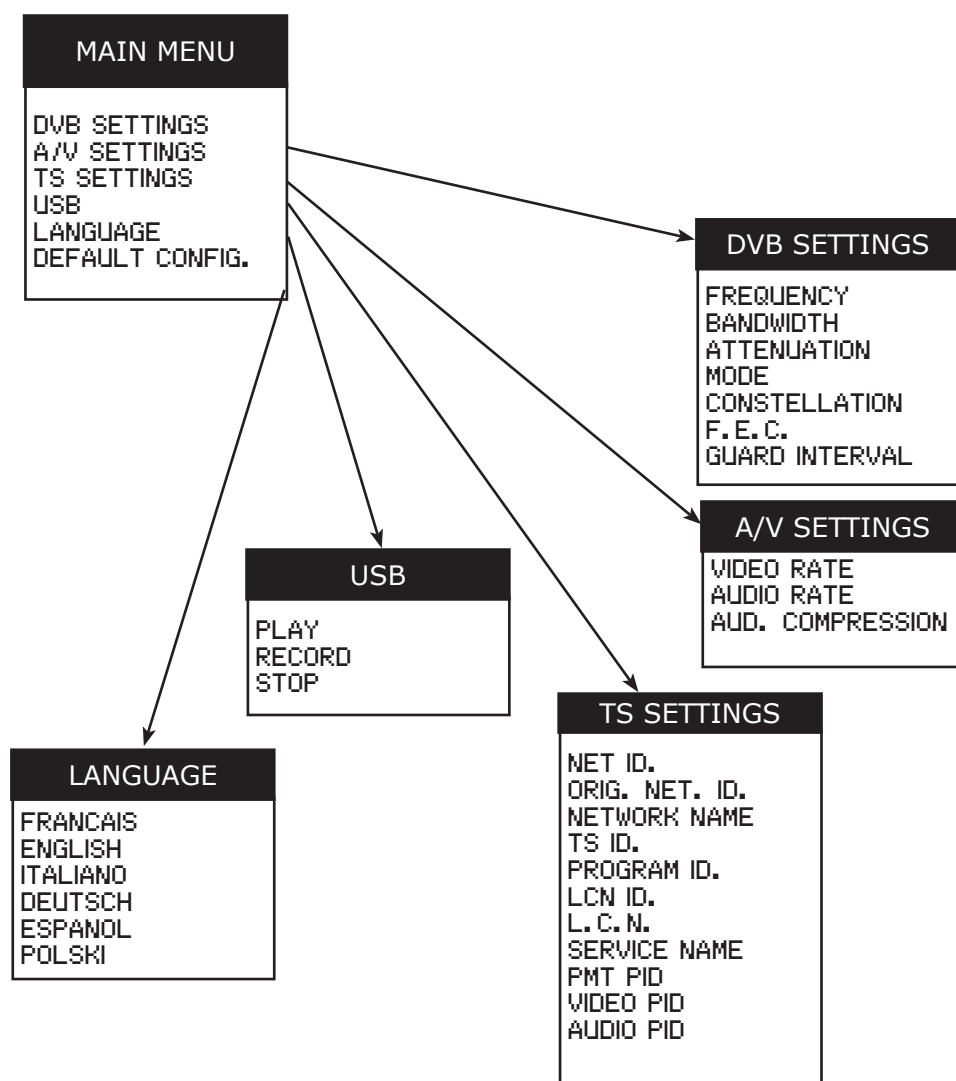 MAIN MENU
DVB SETTINGS
A/V SETTINGS
TS SETTINGS
USB
LANGUAGE
DEFAULT CONFIG.
DVB SETTINGS
FREQUENCY
BANDWIDTH
ATTENUATION
MODE
CONSTELLATION
F.E.C.
GUARD INTERVAL
A/V SETTINGS
VIDEO RATE
AUDIO RATE
AUD. COMPRESSION
USB
PLAY
RECORD
STOP
TS SETTINGS
NET ID.
ORIG. NET. ID.
NETWORK NAME
TS ID.
PROGRAM ID.
LCN ID.
L.C.N.
SERVICE NAME
PMT PID
VIDEO PID
AUDIO PID
LANGUAGE
FRANCAIS
ENGLISH
ITALIANO
DEUTSCH
ESPANOL
POLSKI